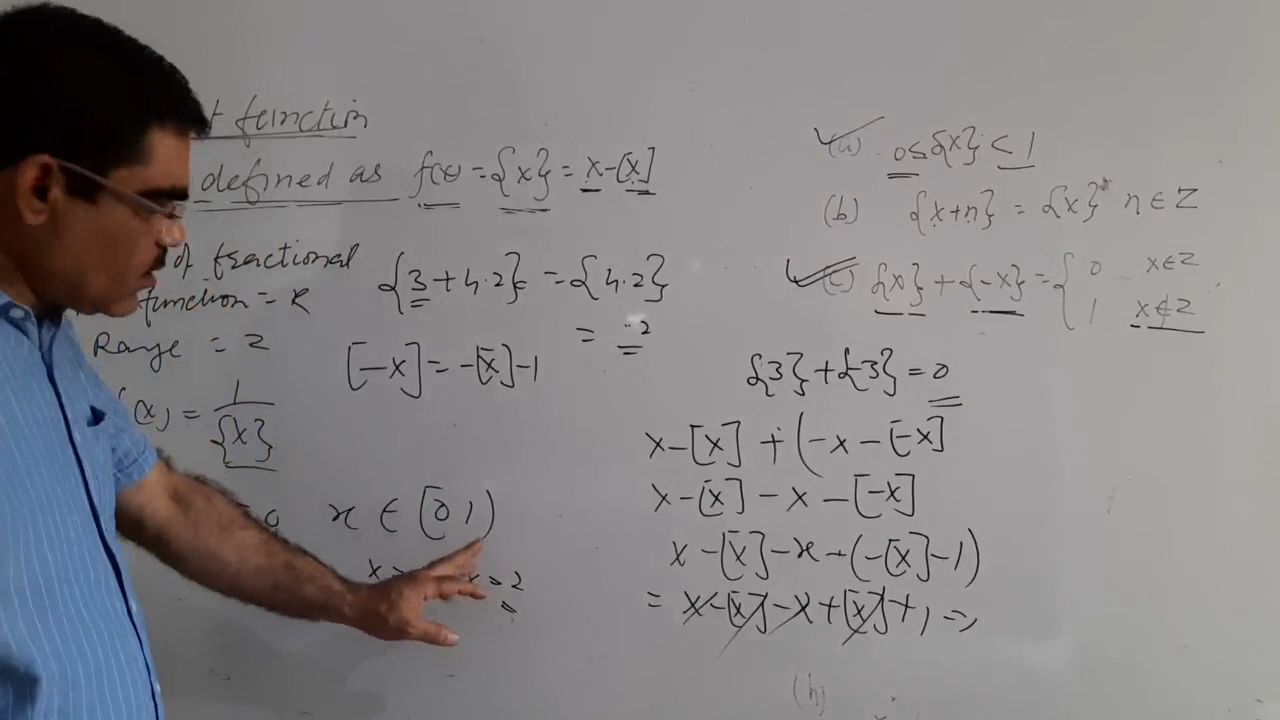 function
defined as f(x) = {x} = x-[x]
of fractional
function = R
Range = Z
(x) = 1/{x}
{3 + 4.2} = {4.2}
= .2
[-x] = -[x]-1
x ∈ [0 1)
x = 2
(a) 0≤{x} < 1
(b) {x+n} = {x} n ∈ Z
(c) {x} + {-x} = { 0 x∈Z
1 x∉Z
{3} + {-3} = 0
x-[x] + (-x-[-x]
x-[x] - x - [-x]
x-[x]-x-(-[x]-1)
= x-[x]-x+[x]+1 =
(h)